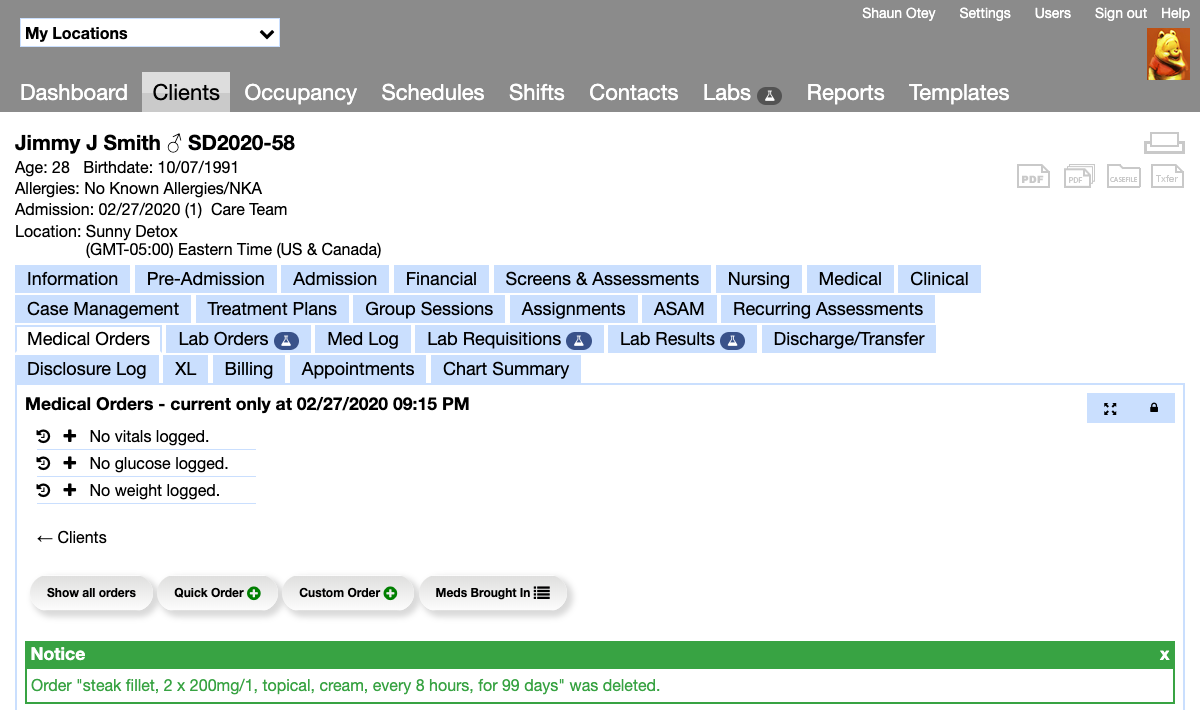 Shaun Otey Settings Users Sign out Help
My Locations
Dashboard Clients Occupancy Schedules Shifts Contacts Labs Reports Templates
Jimmy J Smith ♂ SD2020-58
Age: 28 Birthdate: 10/07/1991
Allergies: No Known Allergies/NKA
PDF PDF CASEFILE Txfer
Admission: 02/27/2020 (1) Care Team
Location: Sunny Detox
(GMT-05:00) Eastern Time (US & Canada)
Information Pre-Admission Admission Financial Screens & Assessments Nursing Medical Clinical
Case Management Treatment Plans Group Sessions Assignments ASAM Recurring Assessments
Medical Orders Lab Orders Med Log Lab Requisitions Lab Results Discharge/Transfer
Disclosure Log XL Billing Appointments Chart Summary
Medical Orders - current only at 02/27/2020 09:15 PM
No vitals logged.
No glucose logged.
No weight logged.
← Clients
Show all orders Quick Order Custom Order Meds Brought In
Notice x
Order "steak fillet, 2 x 200mg/1, topical, cream, every 8 hours, for 99 days" was deleted.